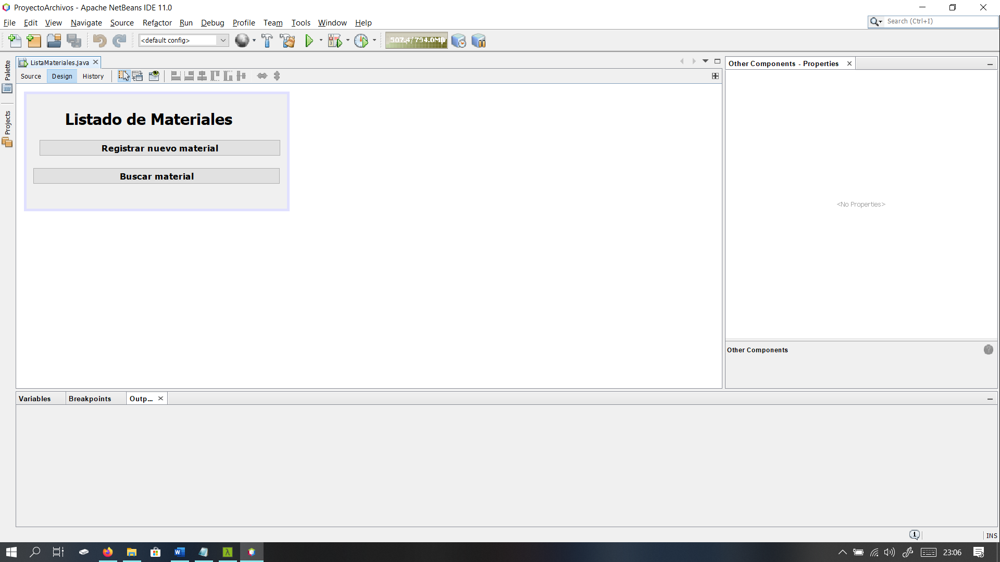 ProyectoArchivos - Apache NetBeans IDE 11.0
File Edit View Navigate Source Refactor Run Debug Profile Team Tools Window Help
Search (Ctrl+I)
<default config>
507.4/794.0MB
Palette
Projects
ListaMateriales.java
Source Design History
Listado de Materiales
Registrar nuevo material
Buscar material
Other Components - Properties
<No Properties>
Other Components
Variables Breakpoints Outp...
1
INS
23:06